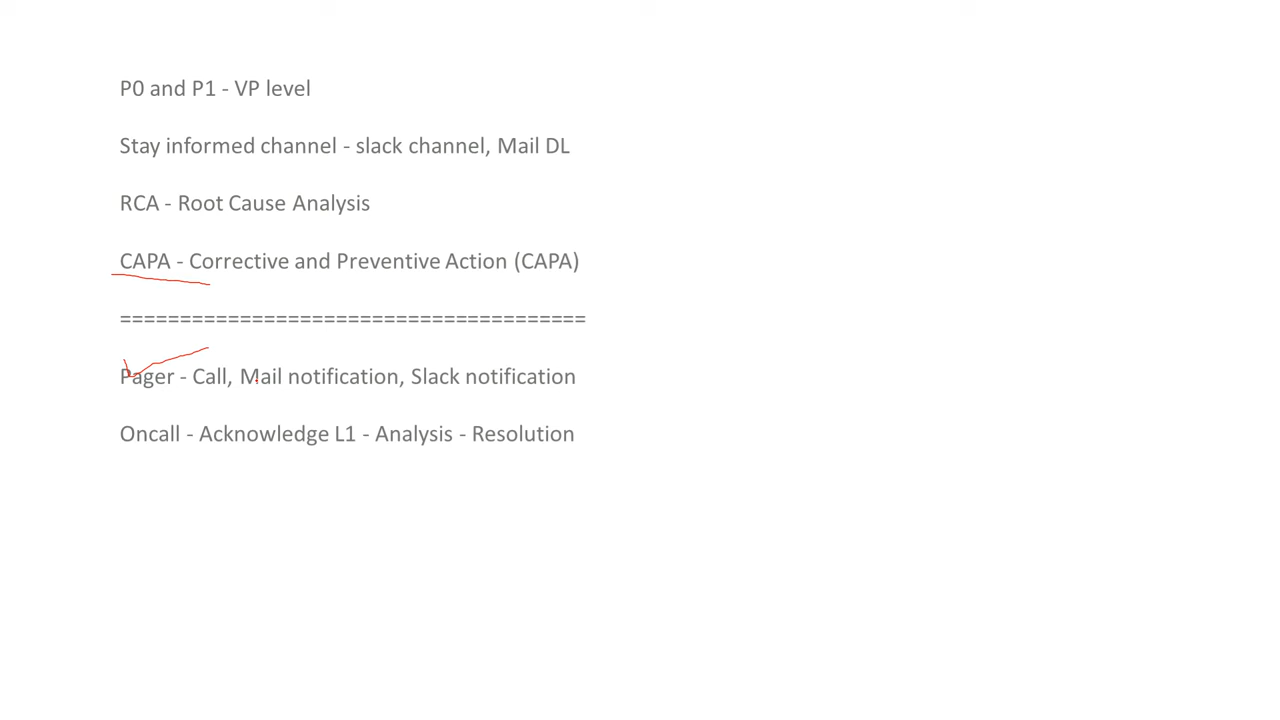 P0 and P1 - VP level
Stay informed channel - slack channel, Mail DL
RCA - Root Cause Analysis
CAPA - Corrective and Preventive Action (CAPA)
=======================================
Pager - Call, Mail notification, Slack notification
Oncall - Acknowledge L1 - Analysis - Resolution